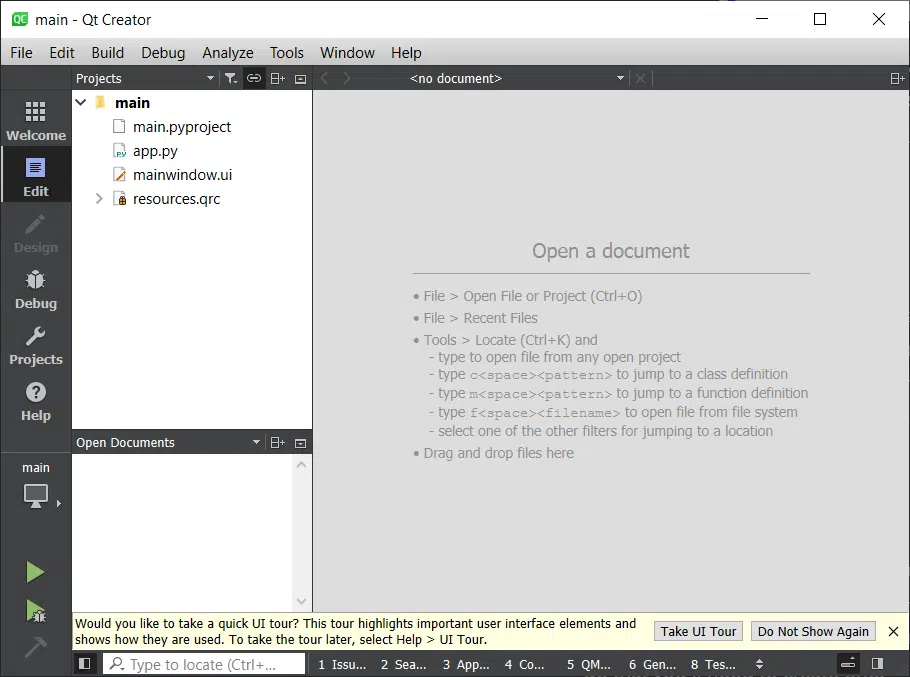 main - Qt Creator
File Edit Build Debug Analyze Tools Window Help
Projects
<no document>
Welcome
Edit
Design
Debug
Projects
Help
main
main
main.pyproject
app.py
mainwindow.ui
resources.qrc
Open Documents
Open a document
• File > Open File or Project (Ctrl+O)
• File > Recent Files
• Tools > Locate (Ctrl+K) and
- type to open file from any open project
- type c<space><pattern> to jump to a class definition
- type m<space><pattern> to jump to a function definition
- type f<space><filename> to open file from file system
- select one of the other filters for jumping to a location
• Drag and drop files here
Would you like to take a quick UI tour? This tour highlights important user interface elements and
shows how they are used. To take the tour later, select Help > UI Tour.
Take UI Tour
Do Not Show Again
Type to locate (Ctrl+...
1 Issu... 2 Sea... 3 App... 4 Co... 5 QM... 6 Gen... 8 Tes...